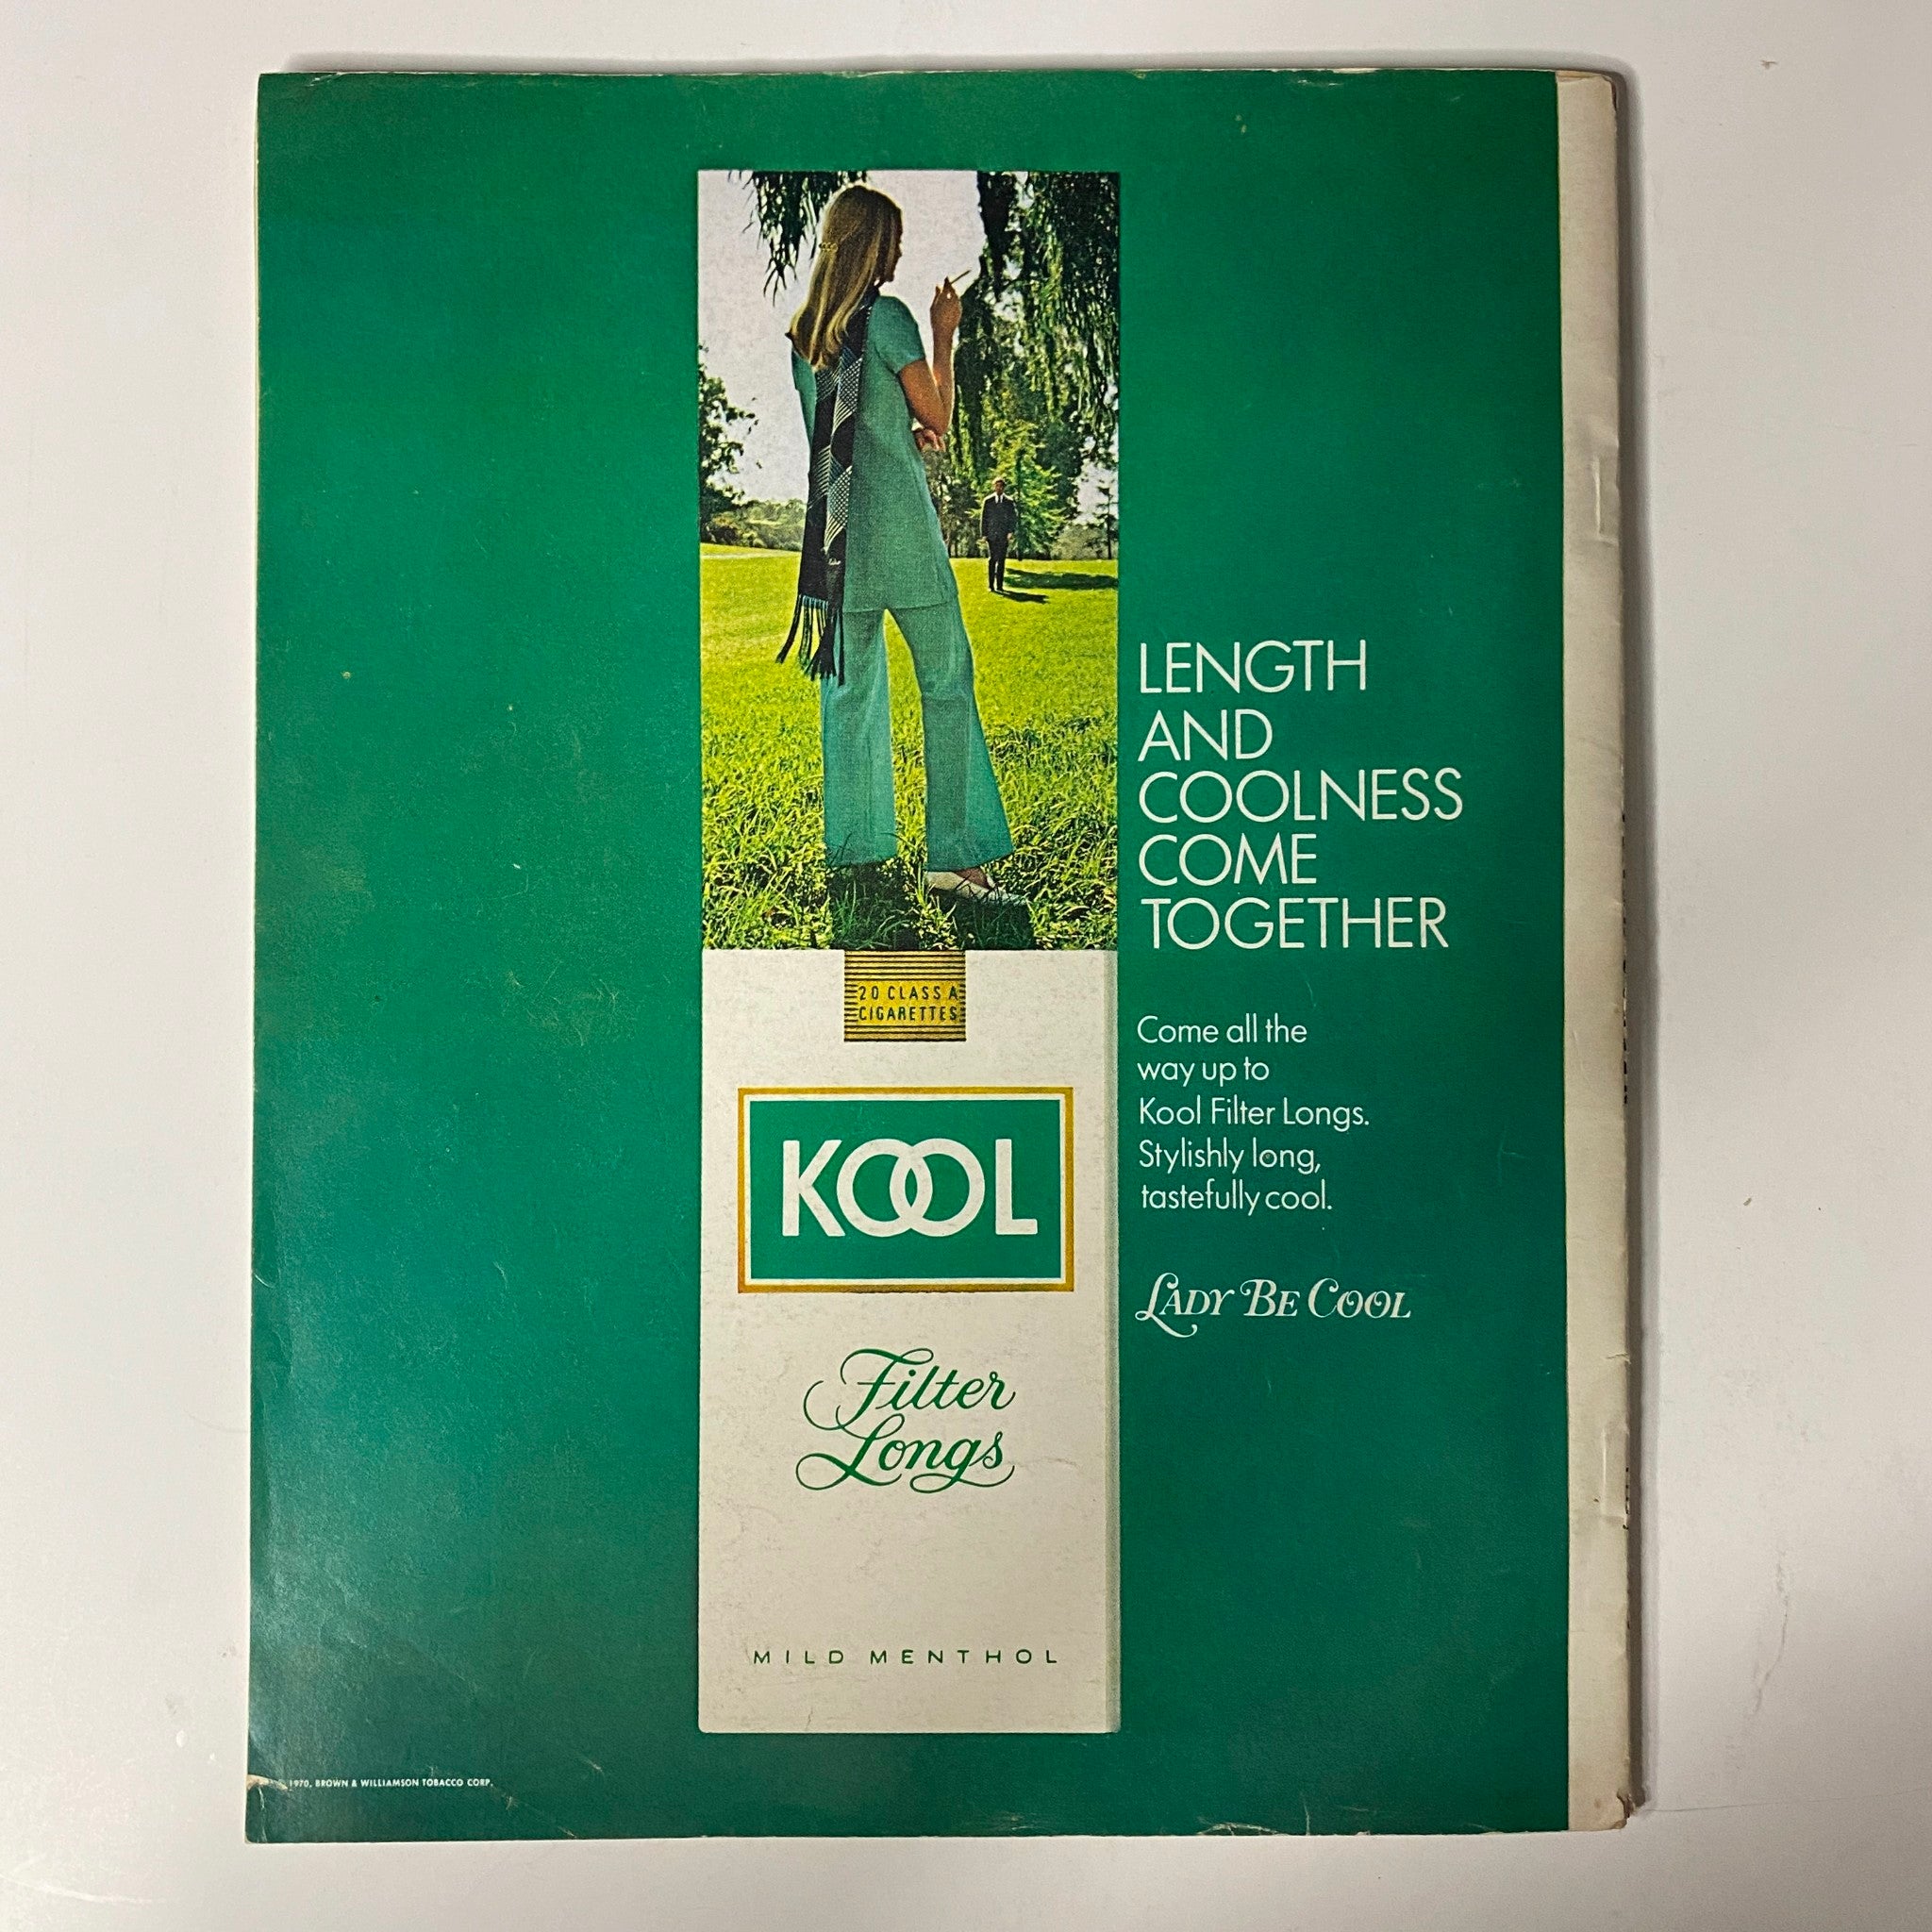 LENGTH
AND
COOLNESS
COME
TOGETHER
20 CLASS A
CIGARETTES
Come all the
way up to
Kool Filter Longs.
Stylishly long,
tastefully cool.
KOOL
LADY BE COOL
Filter
Longs
MILD MENTHOL
1970, BROWN & WILLIAMSON TOBACCO CORP.